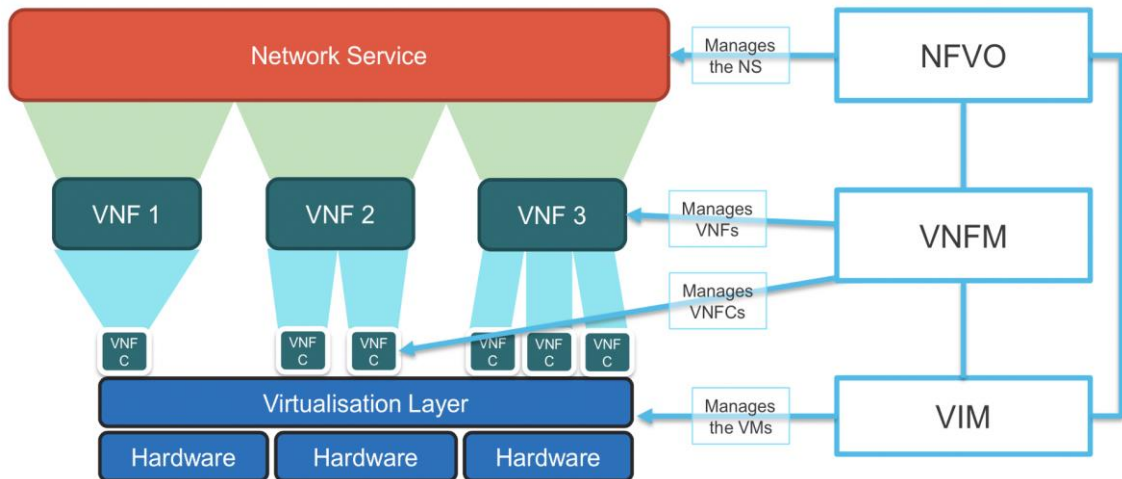 Network Service
Manages
the NS
NFVO
VNF 1
VNF 2
VNF 3
Manages
VNFs
VNFM
Manages
VNFCs
VNF
C
VNF
C
VNF
C
VNF
C
VNF
C
VNF
C
Virtualisation Layer
Manages
the VMs
VIM
Hardware
Hardware
Hardware